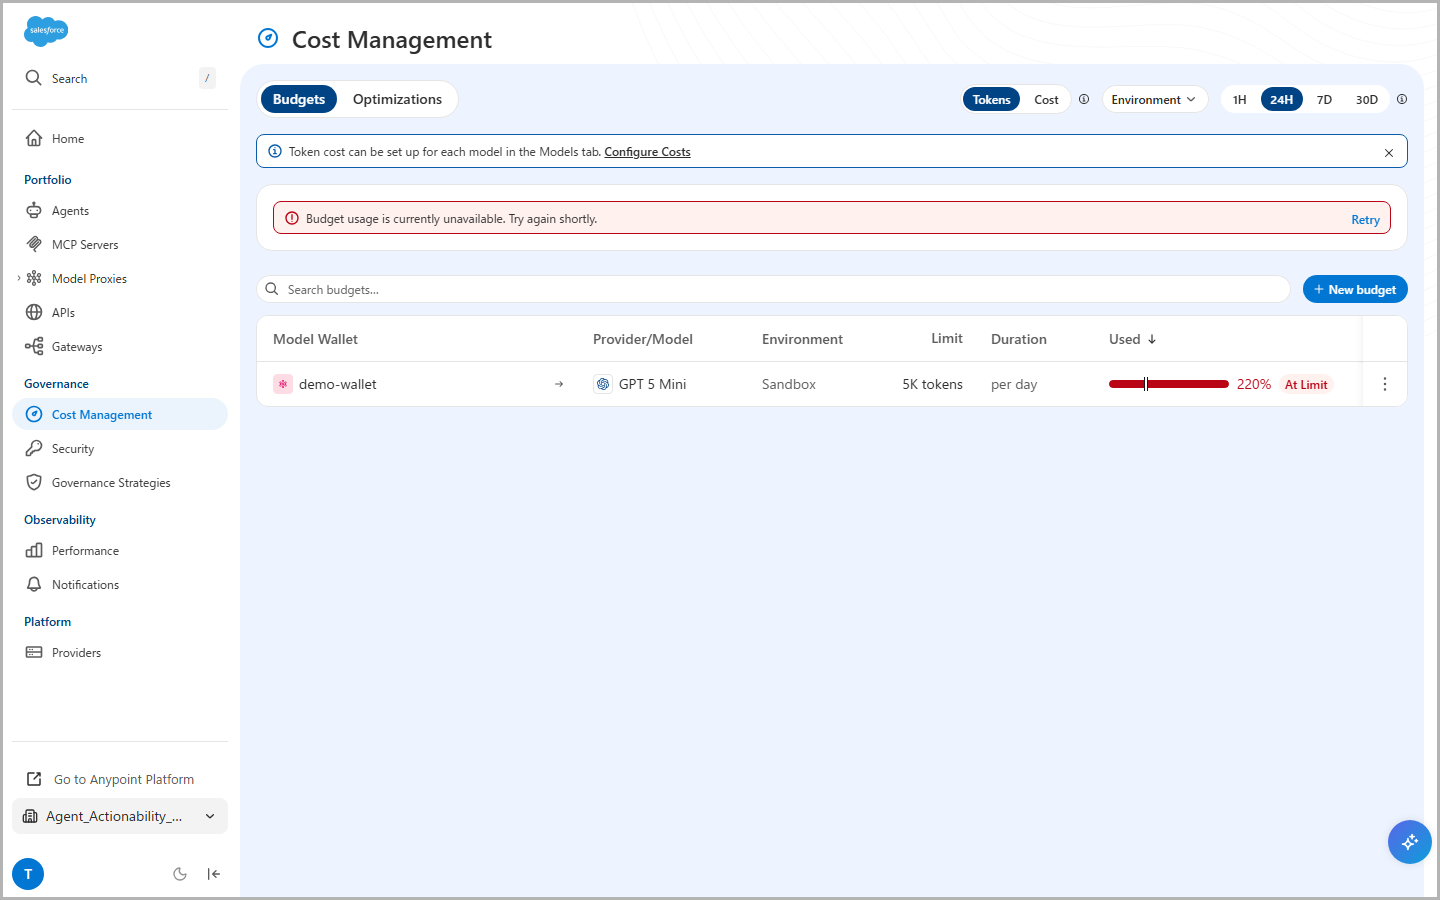 salesforce
Cost Management
Search /
Home
Portfolio
Agents
MCP Servers
Model Proxies
APIs
Gateways
Governance
Cost Management
Security
Governance Strategies
Observability
Performance
Notifications
Platform
Providers
Go to Anypoint Platform
Agent_Actionability_...
T
Budgets Optimizations Tokens Cost Environment 1H 24H 7D 30D
Token cost can be set up for each model in the Models tab. Configure Costs
Budget usage is currently unavailable. Try again shortly. Retry
Search budgets... + New budget
Model Wallet Provider/Model Environment Limit Duration Used ↓
demo-wallet → GPT 5 Mini Sandbox 5K tokens per day 220% At Limit